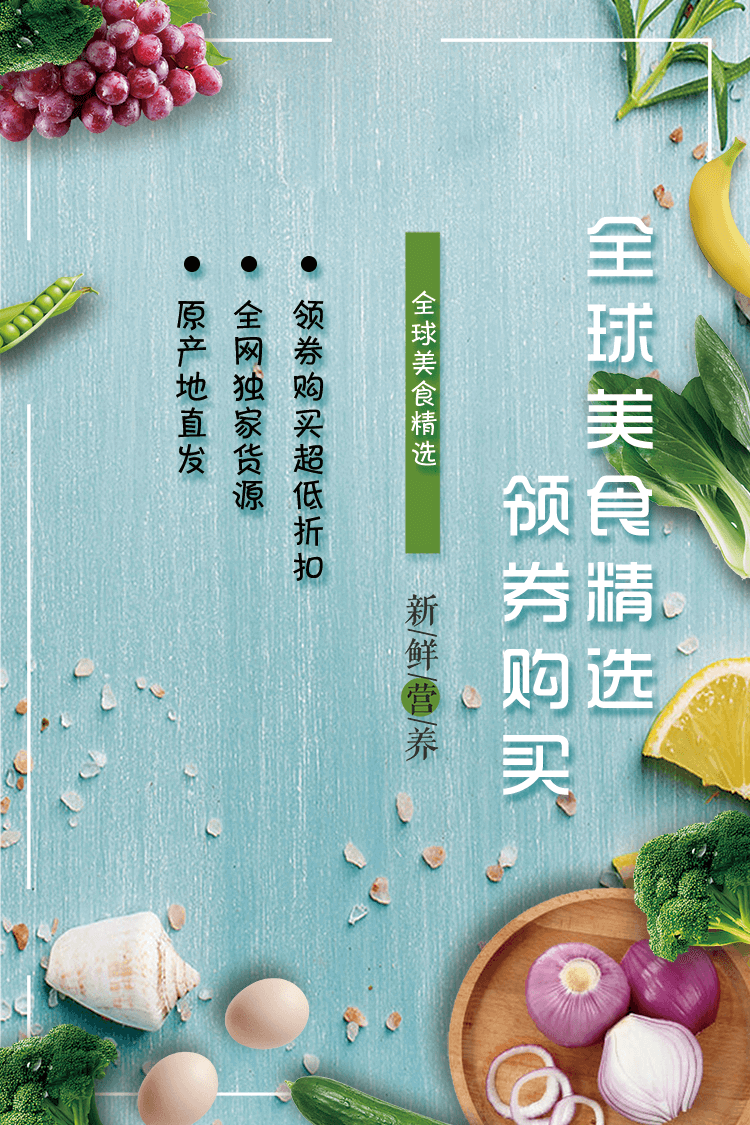 全球美食精选
领券购买
全球美食精选
新/鲜/营/养
● 领券购买超低折扣
● 全网独家货源
● 原产地直发